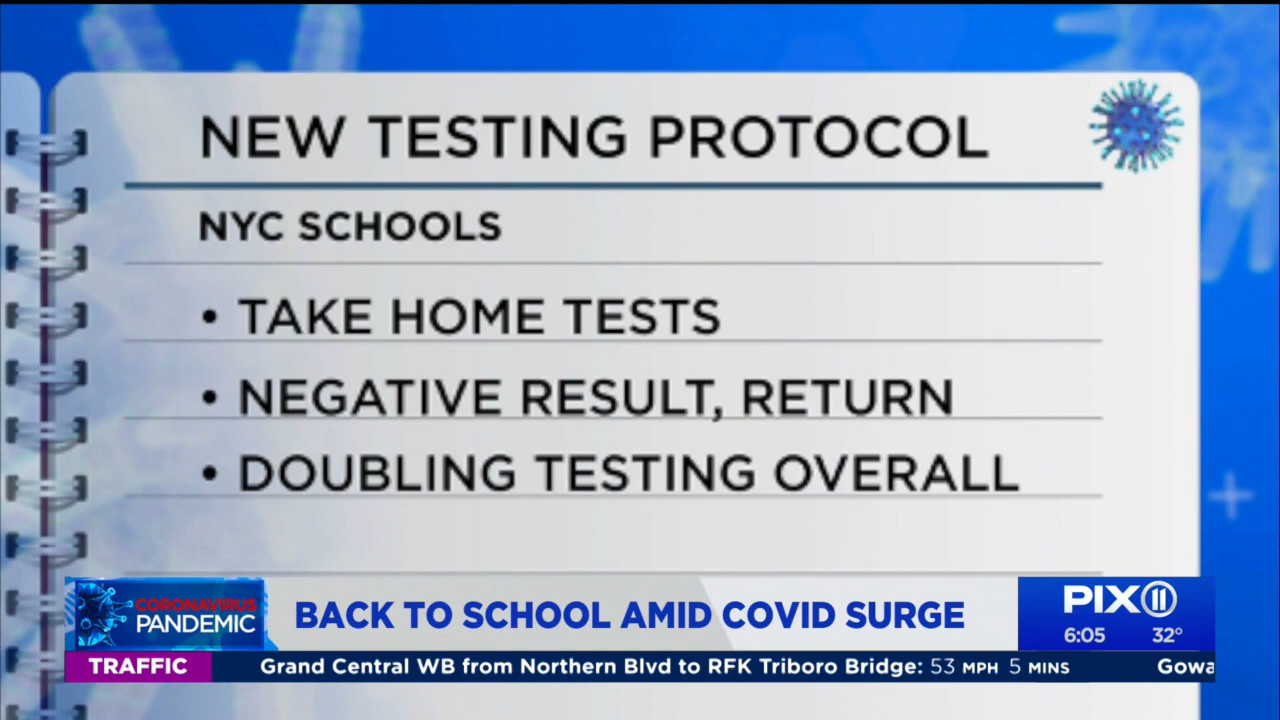 NEW TESTING PROTOCOL
NYC SCHOOLS
• TAKE HOME TESTS
• NEGATIVE RESULT, RETURN
• DOUBLING TESTING OVERALL
CORONAVIRUS
PANDEMIC
BACK TO SCHOOL AMID COVID SURGE
PIX11
6:05 32°
TRAFFIC Grand Central WB from Northern Blvd to RFK Triboro Bridge: 53 MPH 5 MINS Gowa